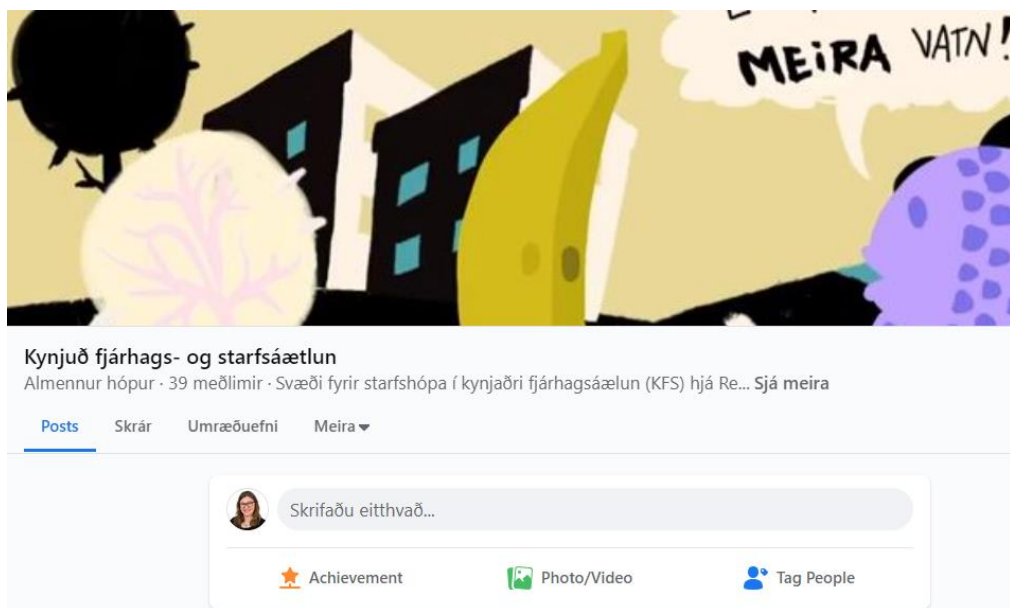 MEiRA VATN!
Kynjuð fjárhags- og starfsáætlun
Almennur hópur · 39 meðlimir · Svæði fyrir starfshópa í kynjaðri fjárhagsáælun (KFS) hjá Re... Sjá meira
Posts Skrár Umræðuefni Meira
Skrifaðu eitthvað...
Achievement Photo/Video Tag People